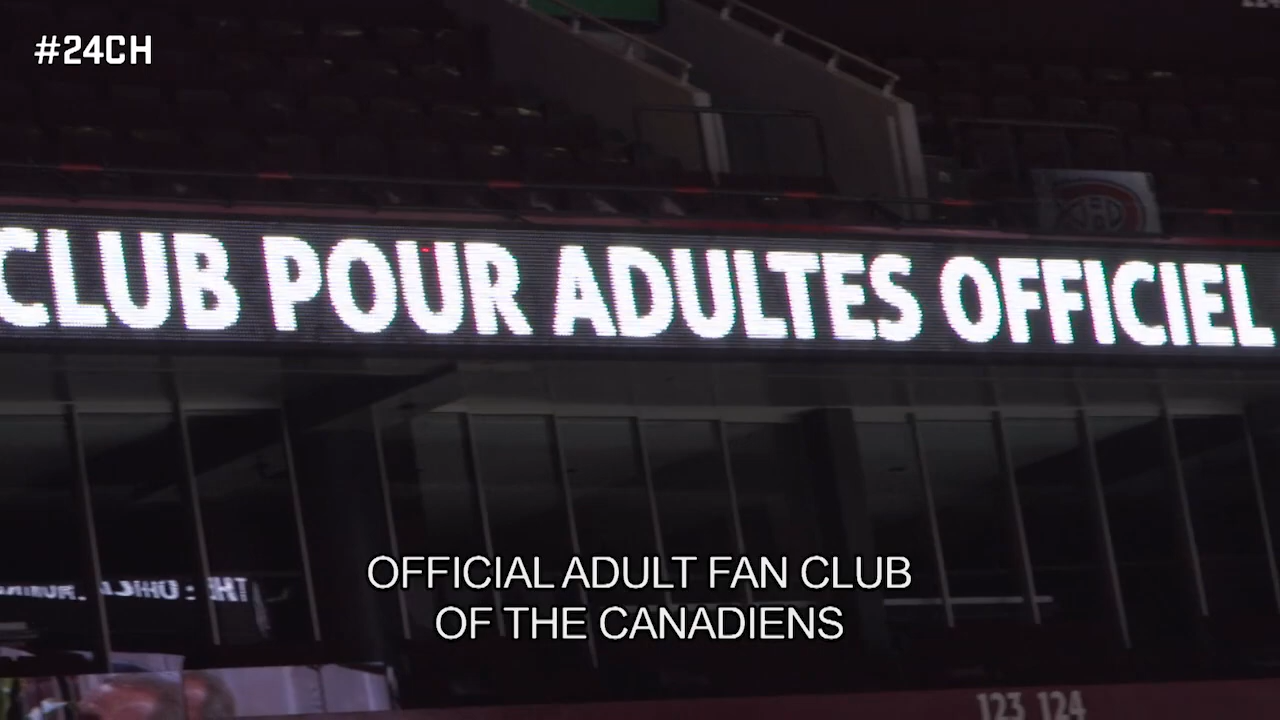 #24CH
CLUB POUR ADULTES OFFICIEL
OFFICIAL ADULT FAN CLUB
OF THE CANADIENS
123 124